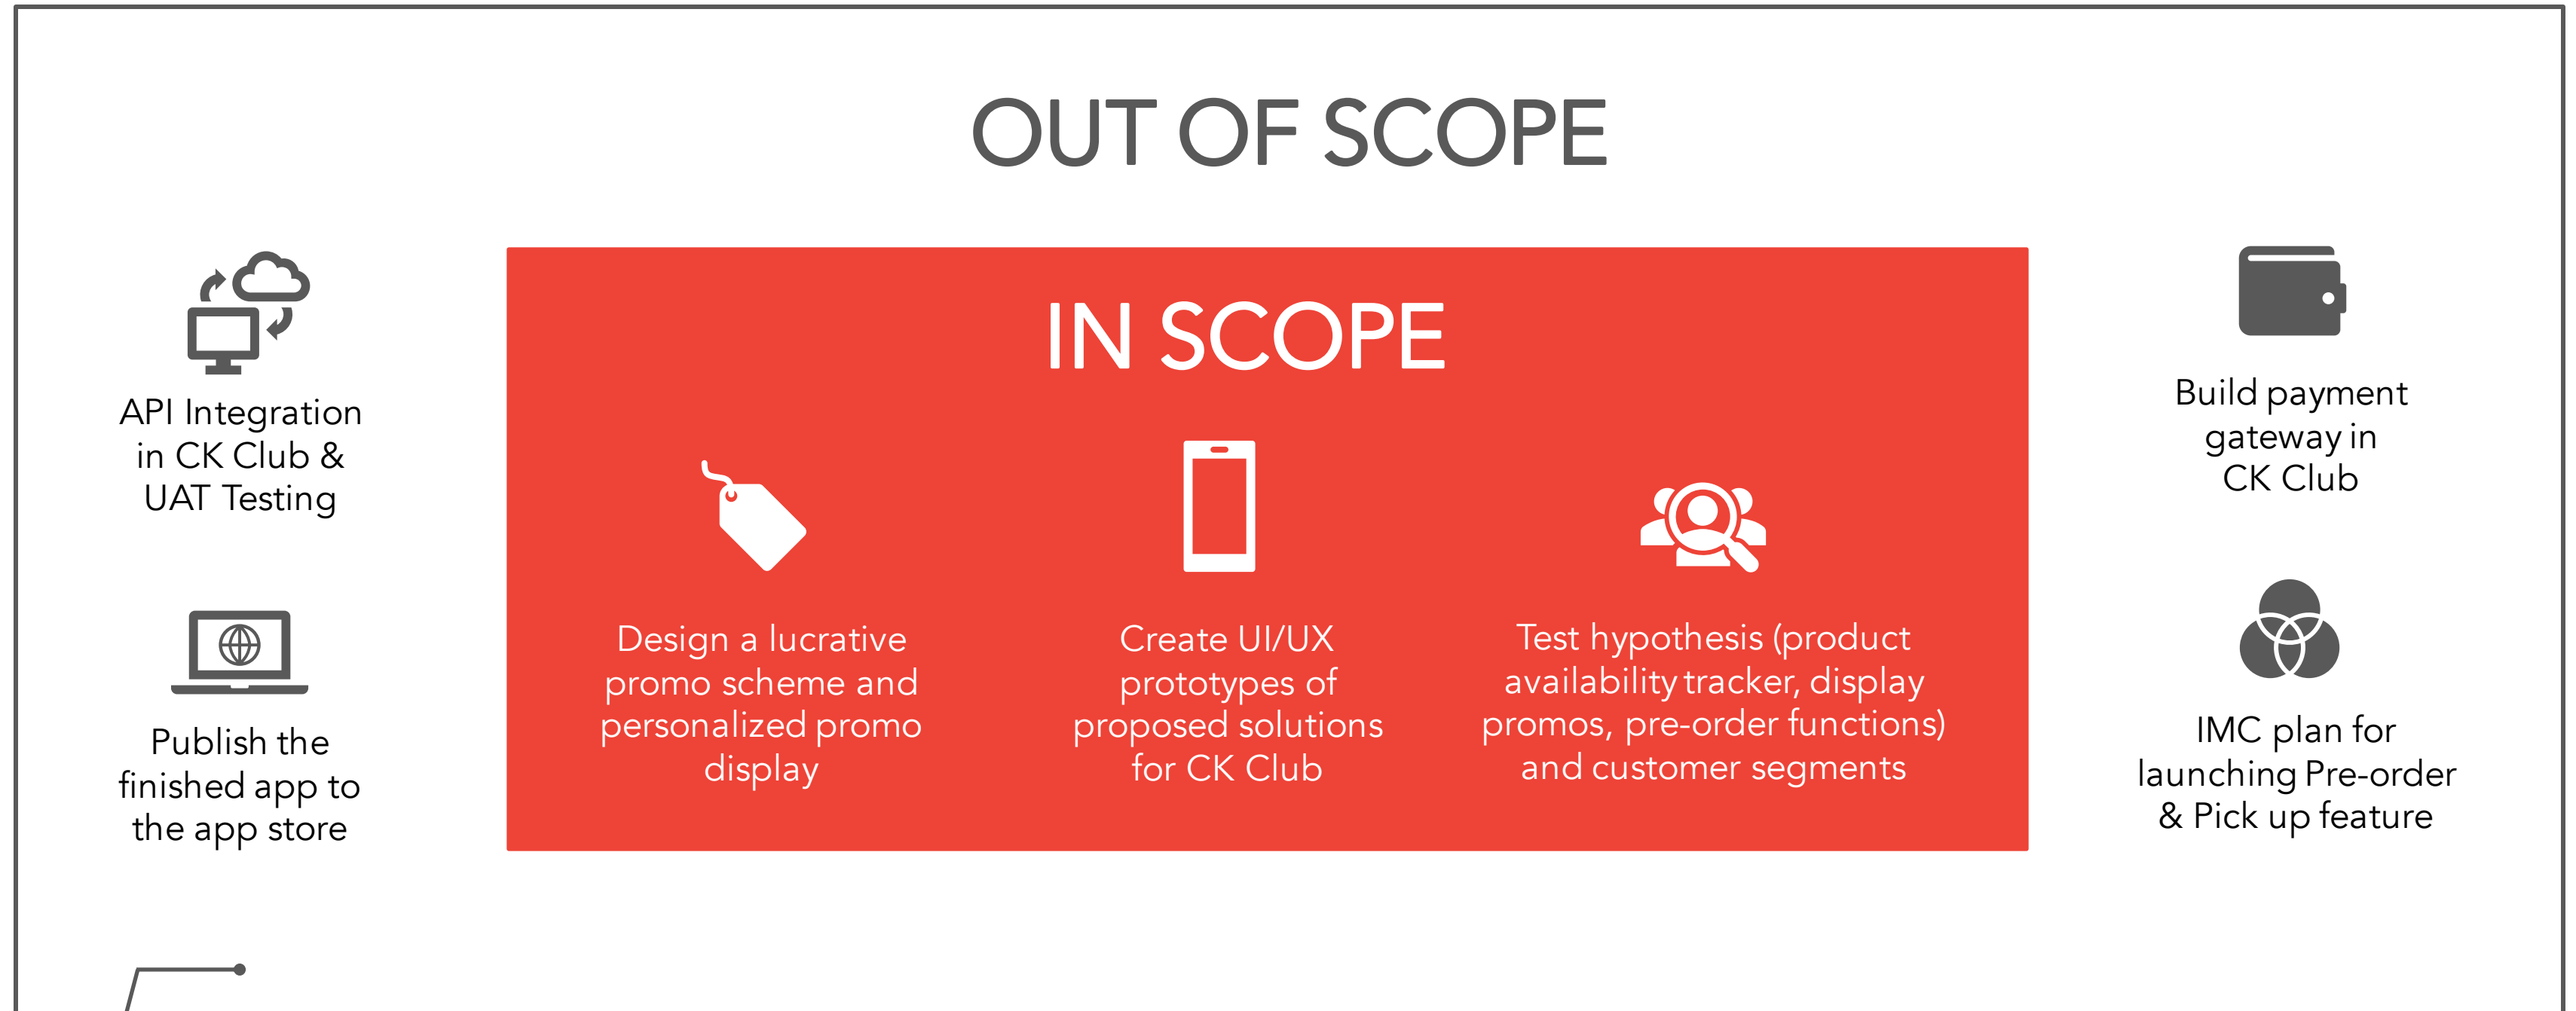 OUT OF SCOPE
API Integration
in CK Club &
UAT Testing
Publish the
finished app to
the app store
IN SCOPE
Design a lucrative
promo scheme and
personalized promo
display
Create UI/UX
prototypes of
proposed solutions
for CK Club
Test hypothesis (product
availability tracker, display
promos, pre-order functions)
and customer segments
Build payment
gateway in
CK Club
IMC plan for
launching Pre-order
& Pick up feature